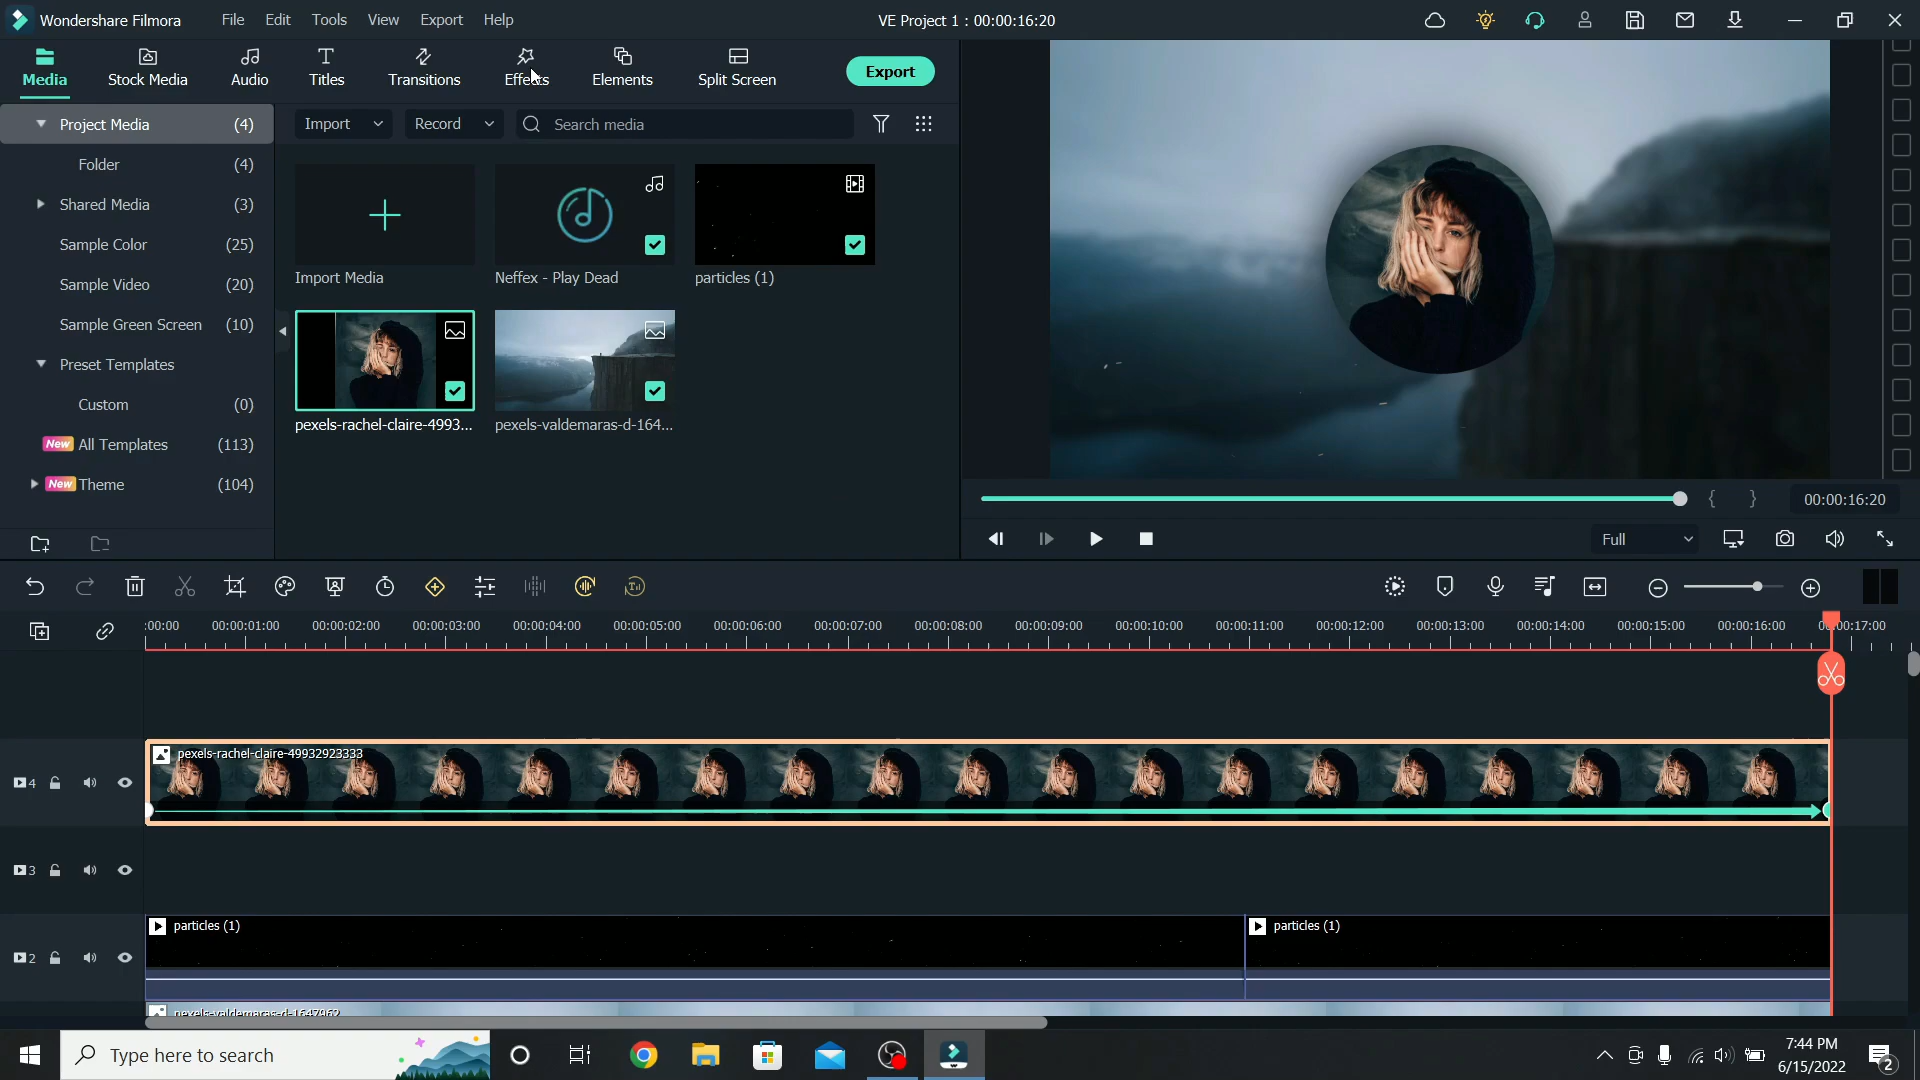 Wondershare Filmora
File
Edit
Tools
View
Export
Help
VE Project 1 : 00:00:16:20
Media
Stock Media
Audio
Titles
Transitions
Effects
Elements
Split Screen
Export
Project Media (4)
Folder (4)
Shared Media (3)
Sample Color (25)
Sample Video (20)
Sample Green Screen (10)
Preset Templates
Custom (0)
New All Templates (113)
New Theme (104)
Import
Record
Search media
Import Media
Neffex - Play Dead
particles (1)
pexels-rachel-claire-4993...
pexels-valdemaras-d-164...
{ }
00:00:16:20
Full
:00:00
00:00:01:00
00:00:02:00
00:00:03:00
00:00:04:00
00:00:05:00
00:00:06:00
00:00:07:00
00:00:08:00
00:00:09:00
00:00:10:00
00:00:11:00
00:00:12:00
00:00:13:00
00:00:14:00
00:00:15:00
00:00:16:00
00:00:17:00
4
pexels-rachel-claire-49932923333
3
2
particles (1)
particles (1)
pexels-valdemaras-d-1647962
Type here to search
7:44 PM
6/15/2022
2